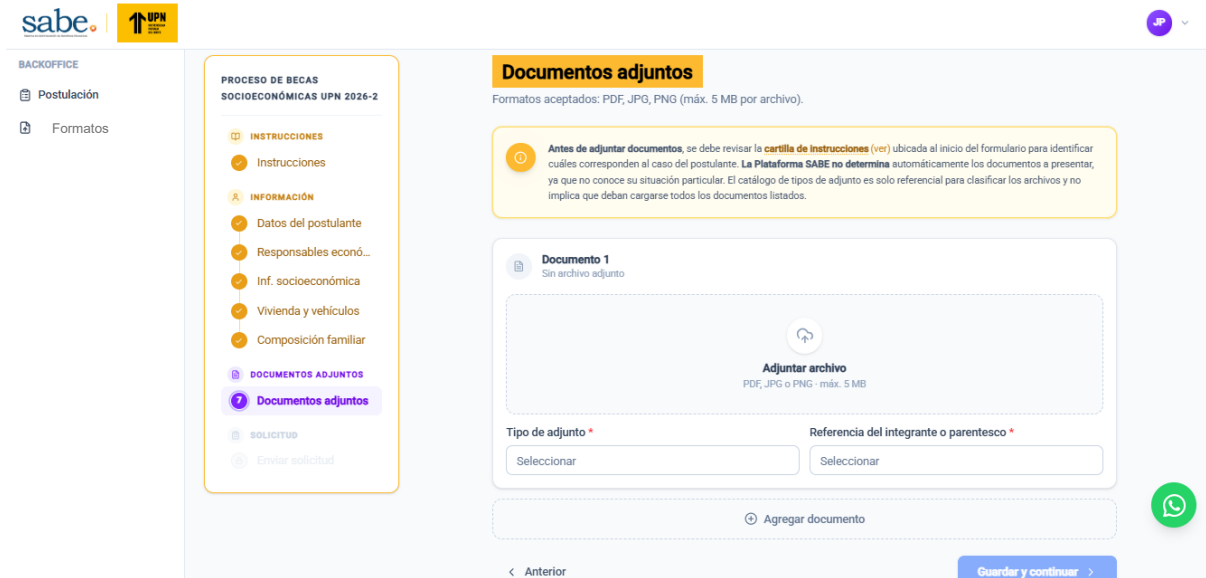 sabe.
UPN
JP
BACKOFFICE
Postulación
Formatos
PROCESO DE BECAS
SOCIOECONÓMICAS UPN 2026-2
INSTRUCCIONES
Instrucciones
INFORMACIÓN
Datos del postulante
Responsables econó...
Inf. socioeconómica
Vivienda y vehículos
Composición familiar
DOCUMENTOS ADJUNTOS
7 Documentos adjuntos
SOLICITUD
Enviar solicitud
Documentos adjuntos
Formatos aceptados: PDF, JPG, PNG (máx. 5 MB por archivo).
Antes de adjuntar documentos, se debe revisar la cartilla de instrucciones (ver) ubicada al inicio del formulario para identificar
cuáles corresponden al caso del postulante. La Plataforma SABE no determina automáticamente los documentos a presentar,
ya que no conoce su situación particular. El catálogo de tipos de adjunto es solo referencial para clasificar los archivos y no
implica que deban cargarse todos los documentos listados.
Documento 1
Sin archivo adjunto
Adjuntar archivo
PDF, JPG o PNG · máx. 5 MB
Tipo de adjunto *
Seleccionar
Referencia del integrante o parentesco *
Seleccionar
Agregar documento
Anterior
Guardar y continuar